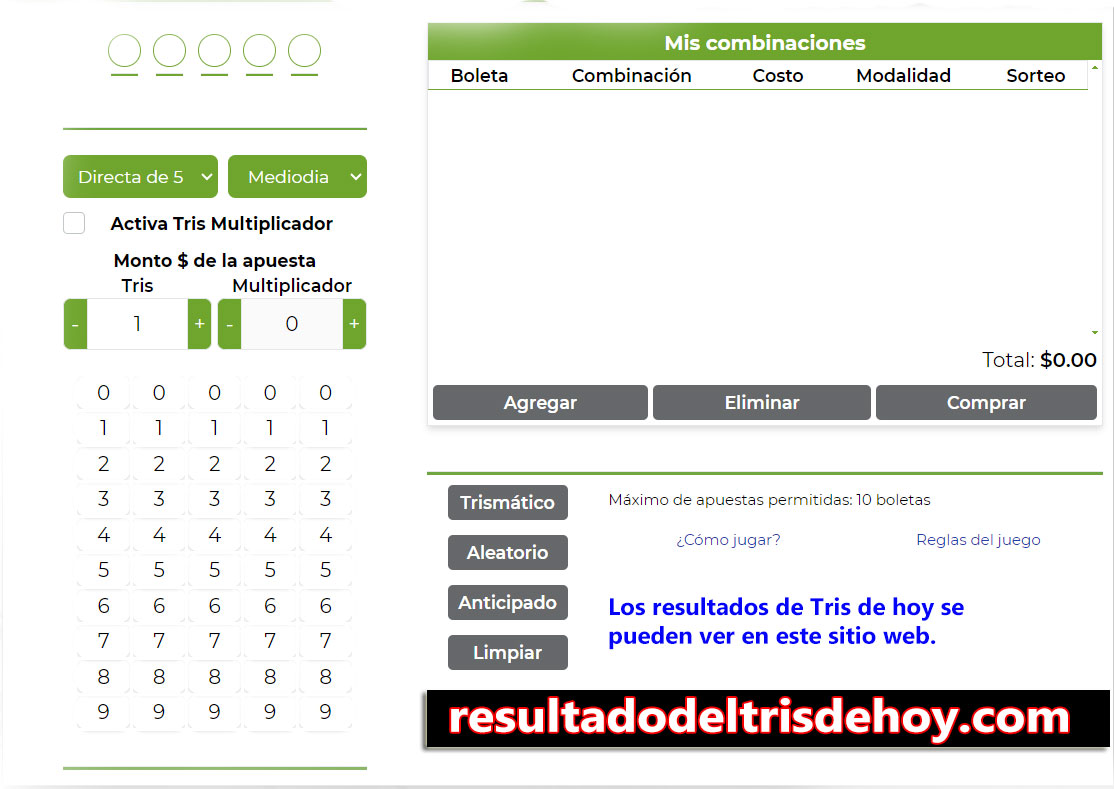 Directa de 5 Mediodia
Activa Tris Multiplicador
Monto $ de la apuesta
Tris Multiplicador
- 1 + - 0 +
0 0 0 0 0
1 1 1 1 1
2 2 2 2 2
3 3 3 3 3
4 4 4 4 4
5 5 5 5 5
6 6 6 6 6
7 7 7 7 7
8 8 8 8 8
9 9 9 9 9
Mis combinaciones
Boleta Combinación Costo Modalidad Sorteo
Total: $0.00
Agregar Eliminar Comprar
Trismático
Aleatorio
Anticipado
Limpiar
Máximo de apuestas permitidas: 10 boletas
¿Cómo jugar? Reglas del juego
Los resultados de Tris de hoy se
pueden ver en este sitio web.
resultadodeltrisdehoy.com